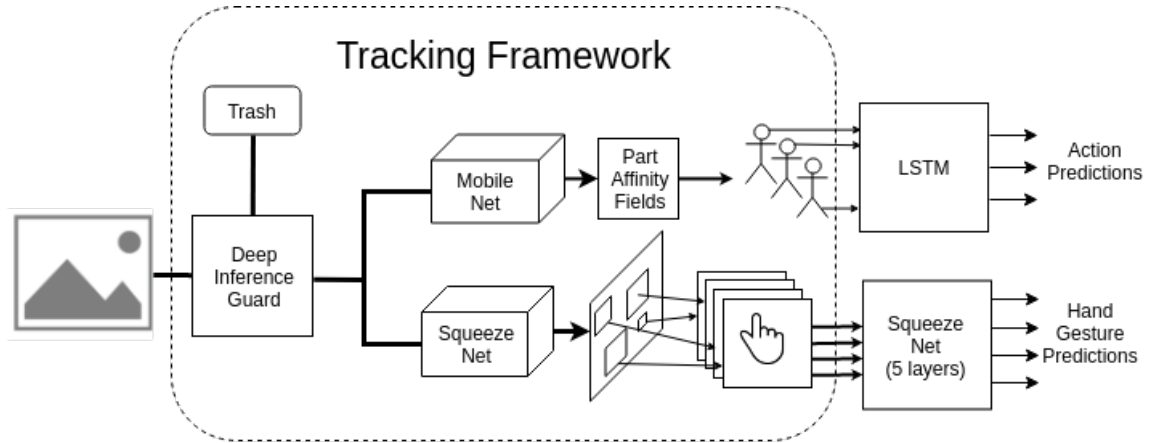 Tracking Framework
Trash
Deep
Inference
Guard
Mobile
Net
Part
Affinity
Fields
LSTM
Action
Predictions
Squeeze
Net
Squeeze
Net
(5 layers)
Hand
Gesture
Predictions